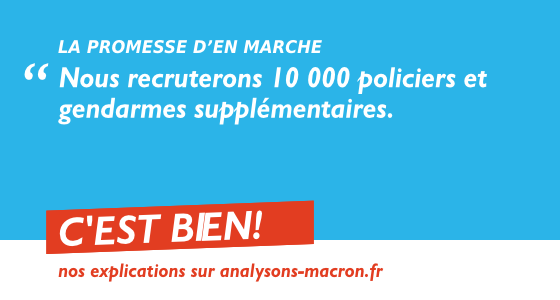 LA PROMESSE D’EN MARCHE
“ Nous recruterons 10 000 policiers et
gendarmes supplémentaires.
C'EST BIEN!
nos explications sur analysons-macron.fr